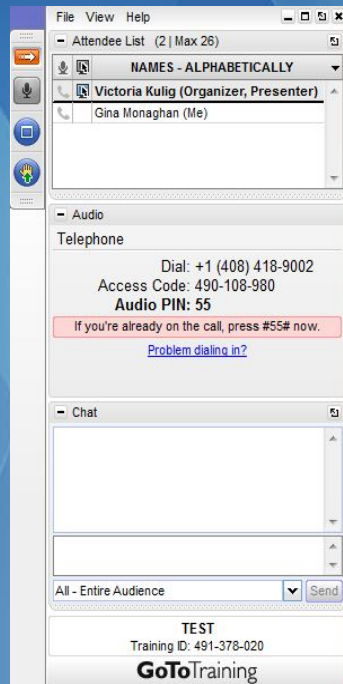 File View Help
Attendee List (2 | Max 26)
NAMES - ALPHABETICALLY
Victoria Kulig (Organizer, Presenter)
Gina Monaghan (Me)
Audio
Telephone
Dial: +1 (408) 418-9002
Access Code: 490-108-980
Audio PIN: 55
If you're already on the call, press #55# now.
Problem dialing in?
Chat
All - Entire Audience
Send
TEST
Training ID: 491-378-020
GoToTraining